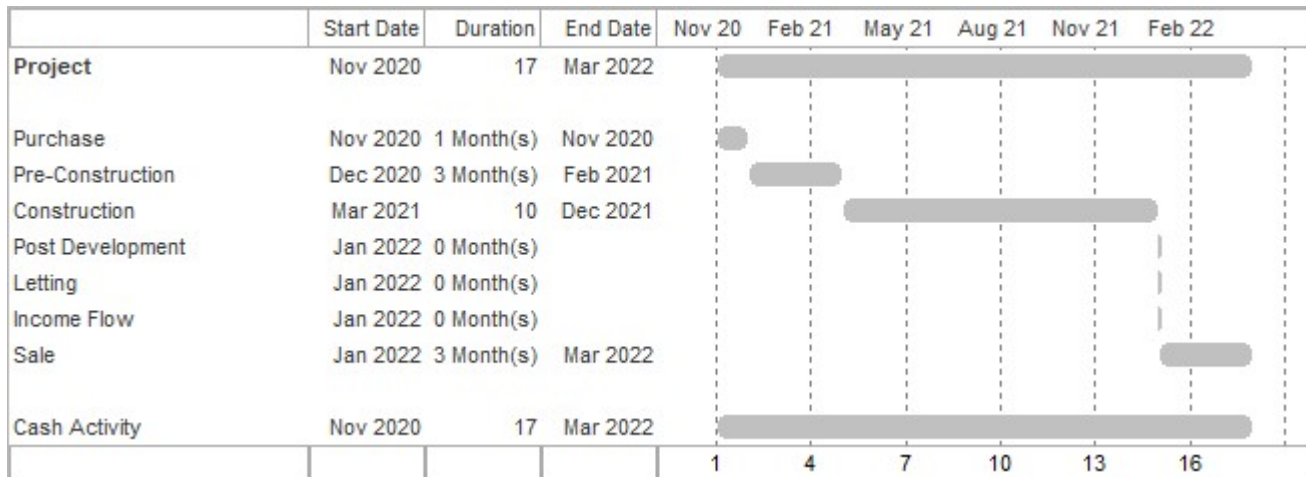 Start Date Duration End Date Nov 20 Feb 21 May 21 Aug 21 Nov 21 Feb 22
Project Nov 2020 17 Mar 2022
Purchase Nov 2020 1 Month(s) Nov 2020
Pre-Construction Dec 2020 3 Month(s) Feb 2021
Construction Mar 2021 10 Dec 2021
Post Development Jan 2022 0 Month(s)
Letting Jan 2022 0 Month(s)
Income Flow Jan 2022 0 Month(s)
Sale Jan 2022 3 Month(s) Mar 2022
Cash Activity Nov 2020 17 Mar 2022
1 4 7 10 13 16